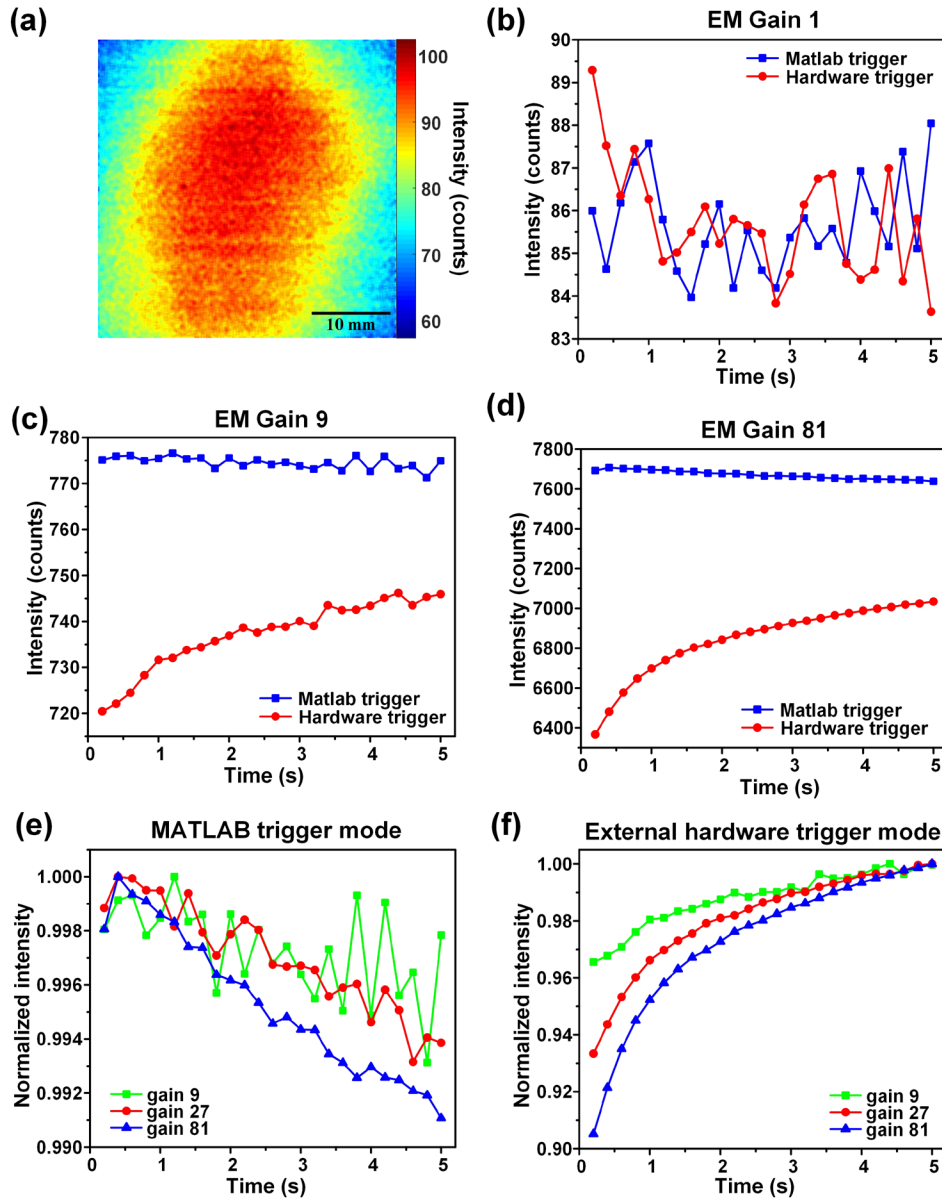 (a)
100
90
80
70
60
Intensity (counts)
10 mm
(b)
EM Gain 1
Matlab trigger
Hardware trigger
90
89
88
87
86
85
84
83
Intensity (counts)
0 1 2 3 4 5
Time (s)
(c)
EM Gain 9
780
770
760
750
740
730
720
Intensity (counts)
Matlab trigger
Hardware trigger
0 1 2 3 4 5
Time (s)
(d)
EM Gain 81
7800
7600
7400
7200
7000
6800
6600
6400
Intensity (counts)
Matlab trigger
Hardware trigger
0 1 2 3 4 5
Time (s)
(e)
MATLAB trigger mode
1.000
0.998
0.996
0.994
0.992
0.990
Normalized intensity
gain 9
gain 27
gain 81
0 1 2 3 4 5
Time (s)
(f)
External hardware trigger mode
1.00
0.98
0.96
0.94
0.92
0.90
Normalized intensity
gain 9
gain 27
gain 81
0 1 2 3 4 5
Time (s)